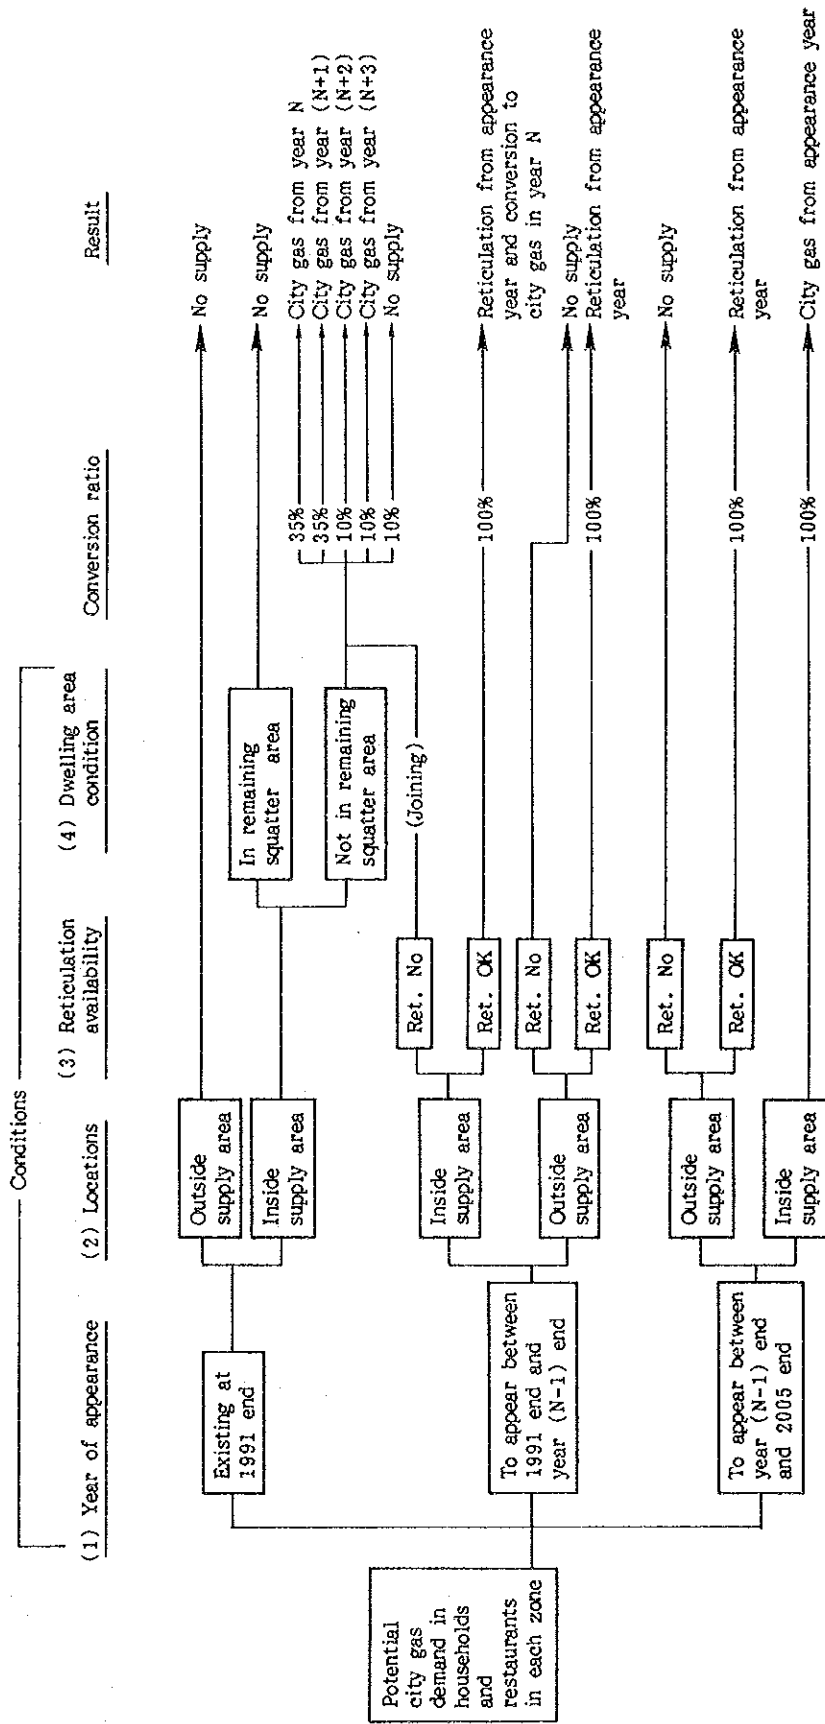 Conditions
(1) Year of appearance
(2) Locations
(3) Reticulation
availability
(4) Dwelling area
condition
Conversion ratio
Result
Potential
city gas
demand in
households
and
restaurants
in each zone
Existing at
1991 end
Outside
supply area
No supply
Inside
supply area
In remaining
squatter area
No supply
Not in remaining
squatter area
35%
City gas from year N
35%
City gas from year (N+1)
10%
City gas from year (N+2)
10%
City gas from year (N+3)
10%
No supply
To appear between
1991 end and
year (N-1) end
Inside
supply area
Ret. No
(Joining)
Ret. OK
100%
Reticulation from appearance
year and conversion to
city gas in year N
Outside
supply area
Ret. No
No supply
Ret. OK
100%
Reticulation from appearance
year
To appear between
year (N-1) end
and 2005 end
Outside
supply area
Ret. No
No supply
Ret. OK
100%
Reticulation from appearance
year
Inside
supply area
100%
City gas from appearance year